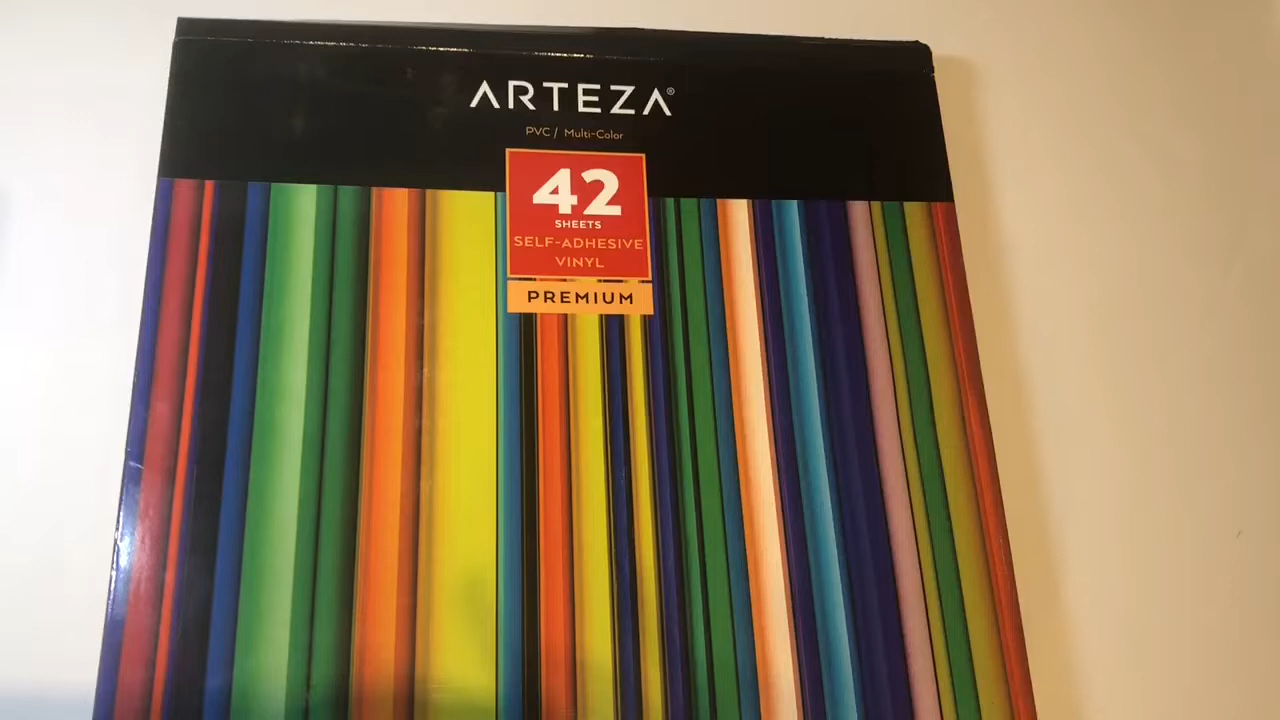 ARTEZA®
PVC / Multi-Color
42
SHEETS
SELF-ADHESIVE
VINYL
PREMIUM